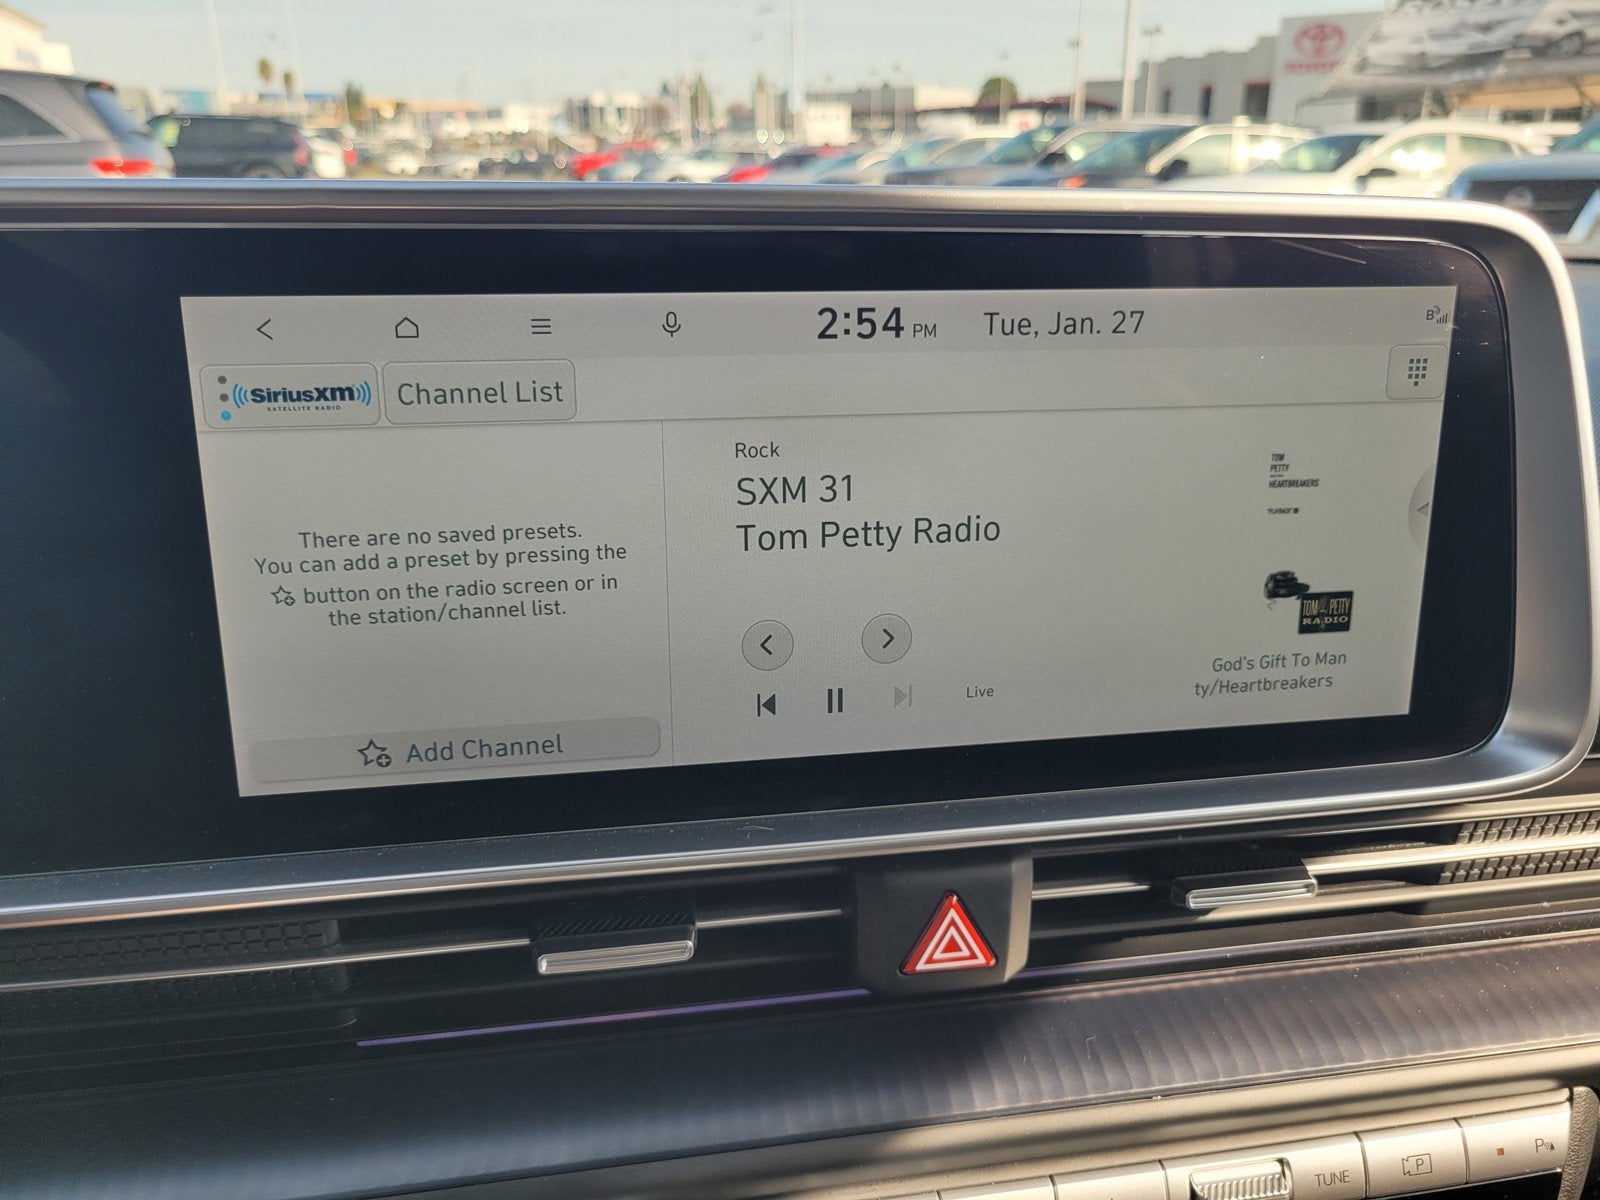 TOYOTA
2:54 PM Tue, Jan. 27
B
SiriusXM
SATELLITE RADIO
Channel List
There are no saved presets.
You can add a preset by pressing the
button on the radio screen or in
the station/channel list.
Add Channel
Rock
SXM 31
Tom Petty Radio
Live
TOM
PETTY
HEARTBREAKERS
TOM PETTY
RADIO
God's Gift To Man
ty/Heartbreakers
TUNE
P
P